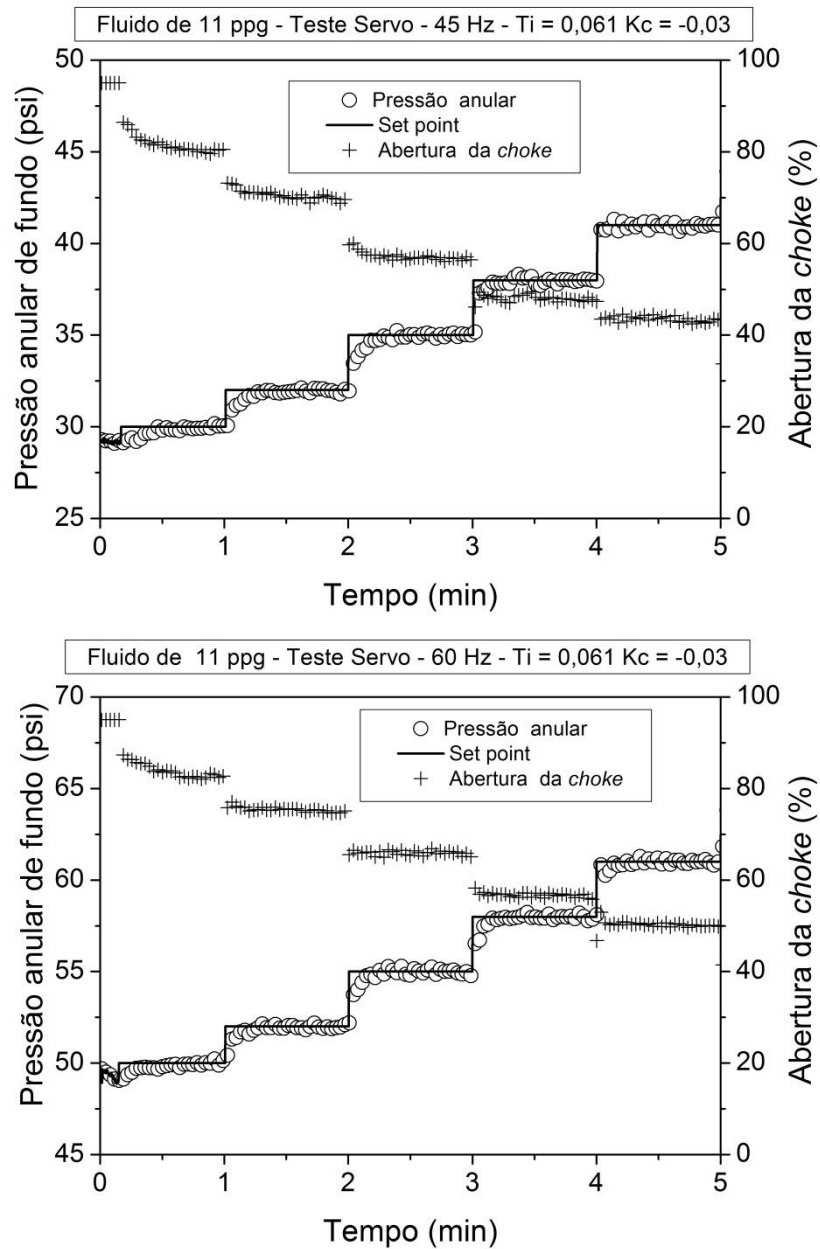 Fluido de 11 ppg - Teste Servo - 45 Hz - Ti = 0,061 Kc = -0,03
Pressão anular de fundo (psi)
50
45
40
35
30
25
Pressão anular
Set point
Abertura da choke
100
80
60
40
20
0
Abertura da choke (%)
0 1 2 3 4 5
Tempo (min)
Fluido de 11 ppg - Teste Servo - 60 Hz - Ti = 0,061 Kc = -0,03
Pressão anular de fundo (psi)
70
65
60
55
50
45
Pressão anular
Set point
Abertura da choke
100
80
60
40
20
0
Abertura da choke (%)
0 1 2 3 4 5
Tempo (min)